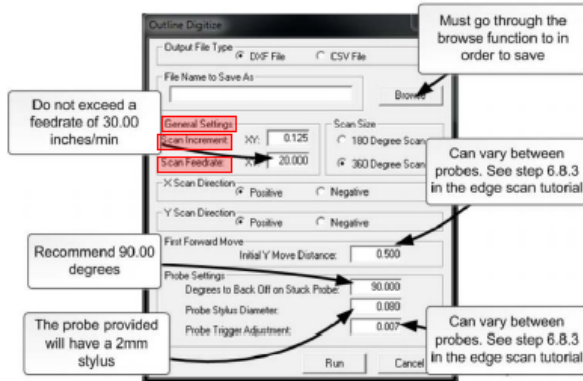 Outline Digitize
Must go through the
browse function to in
order to save
Output File Type
DXF File
CSV File
File Name to Save As
Browse
Do not exceed a
feedrate of 30.00
inches/min
General Settings
Scan Increment: XY: 0.125
Scan Feedrate: 20.000
Scan Size
180 Degree Scan
360 Degree Scan
Can vary between
probes. See step 6.8.3
in the edge scan tutorial
X Scan Direction
Positive
Negative
Y Scan Direction
Positive
Negative
First Forward Move
Initial Y Move Distance: 0.500
Recommend 90.00
degrees
Probe Settings
Degrees to Back Off on Stuck Probe: 90.000
Probe Stylus Diameter: 0.080
Probe Trigger Adjustment: 0.007
The probe provided
will have a 2mm
stylus
Can vary between
probes. See step 6.8.3
in the edge scan tutorial
Run
Cancel